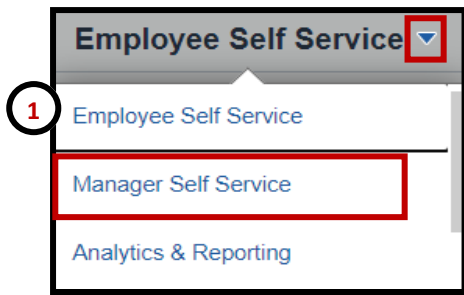 Employee Self Service
1
Employee Self Service
Manager Self Service
Analytics & Reporting